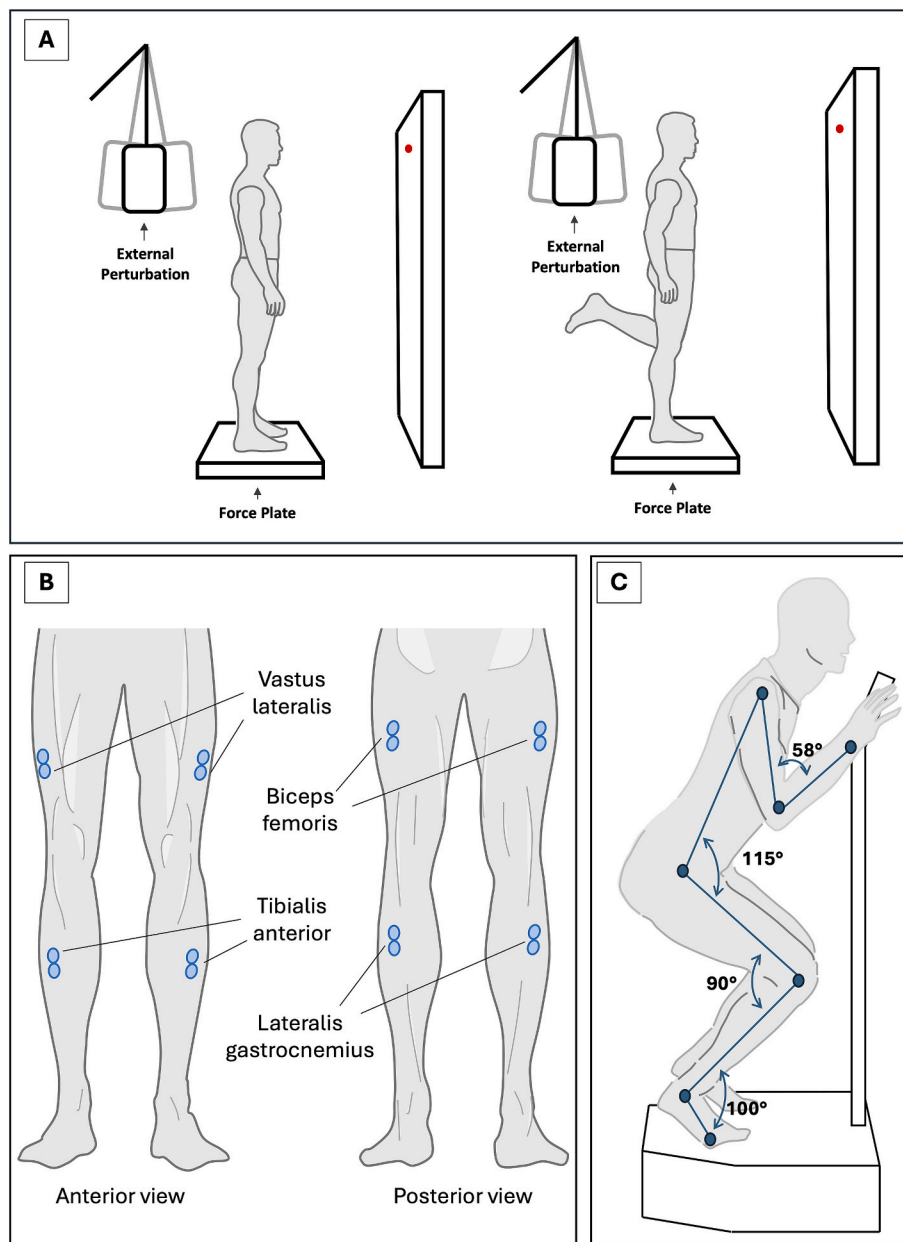 A
External
Perturbation
Force Plate
External
Perturbation
Force Plate
B
Vastus
lateralis
Biceps
femoris
Tibialis
anterior
Lateralis
gastrocnemius
Anterior view
Posterior view
C
58°
115°
90°
100°